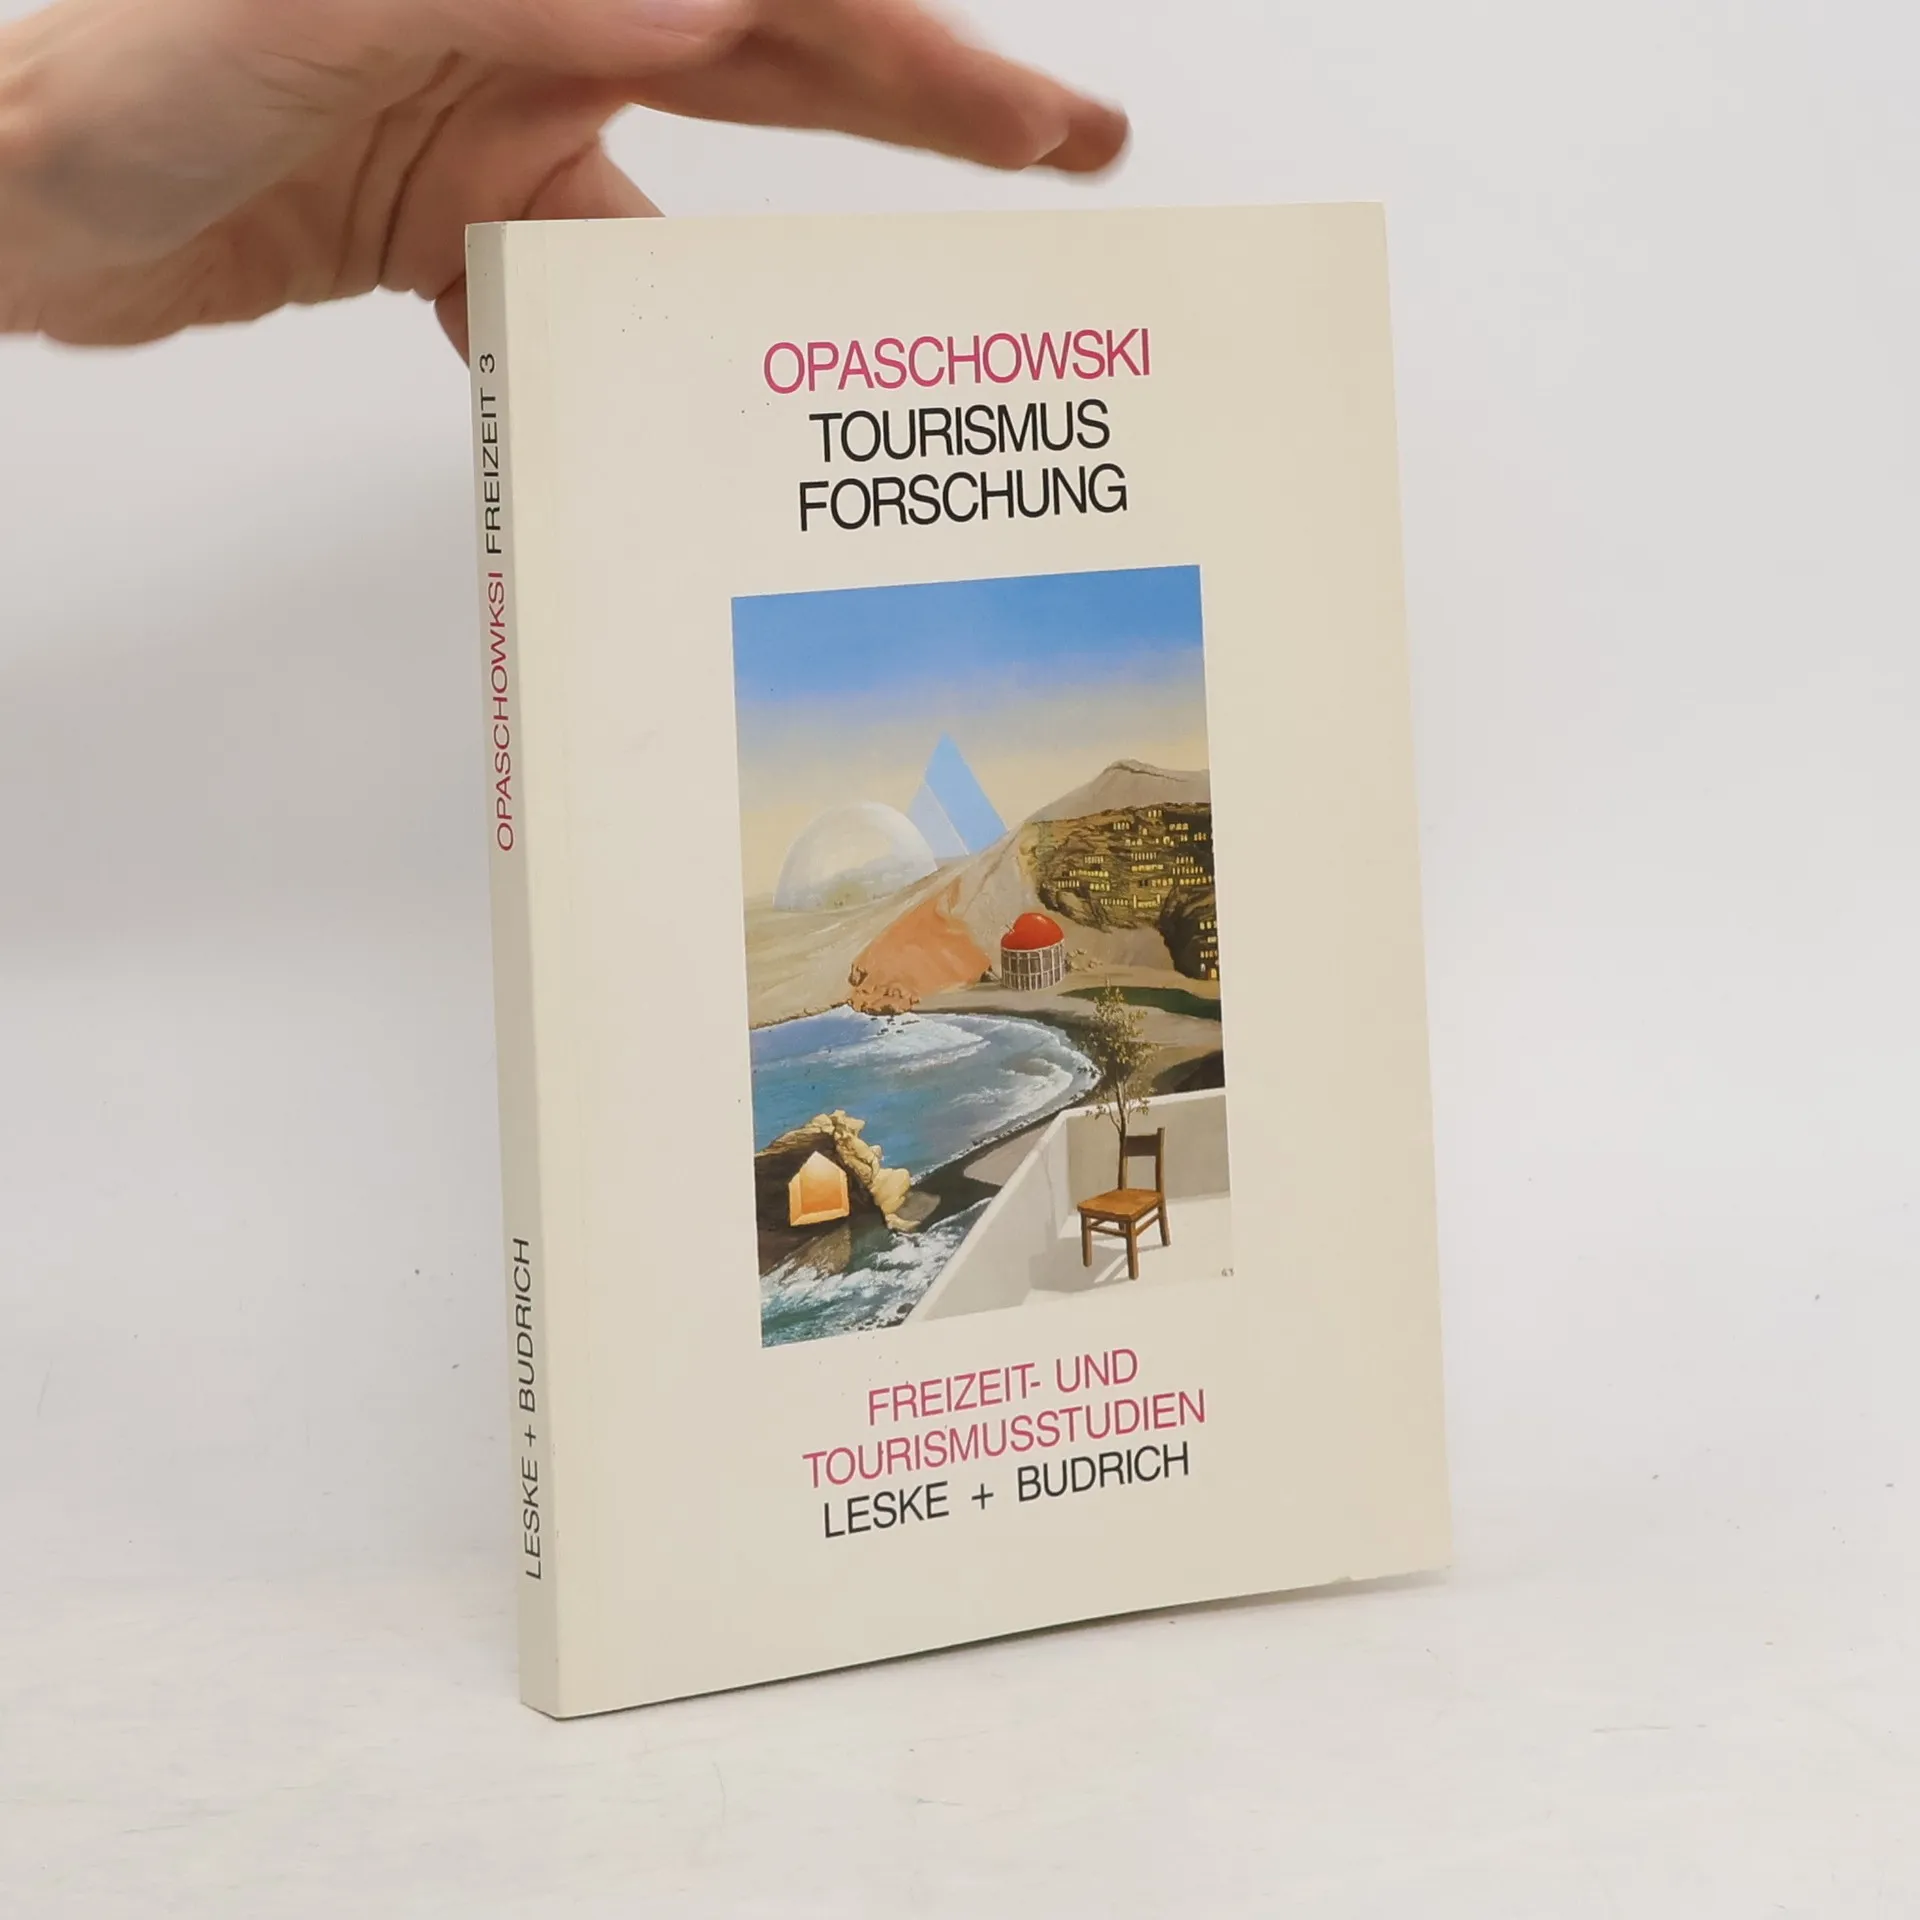 OPASCHOWSKI
TOURISMUS
FORSCHUNG
FREIZEIT- UND
TOURISMUSSTUDIEN
LESKE + BUDRICH
LESKE + BUDRICH OPASCHOWKSI FREIZEIT 3